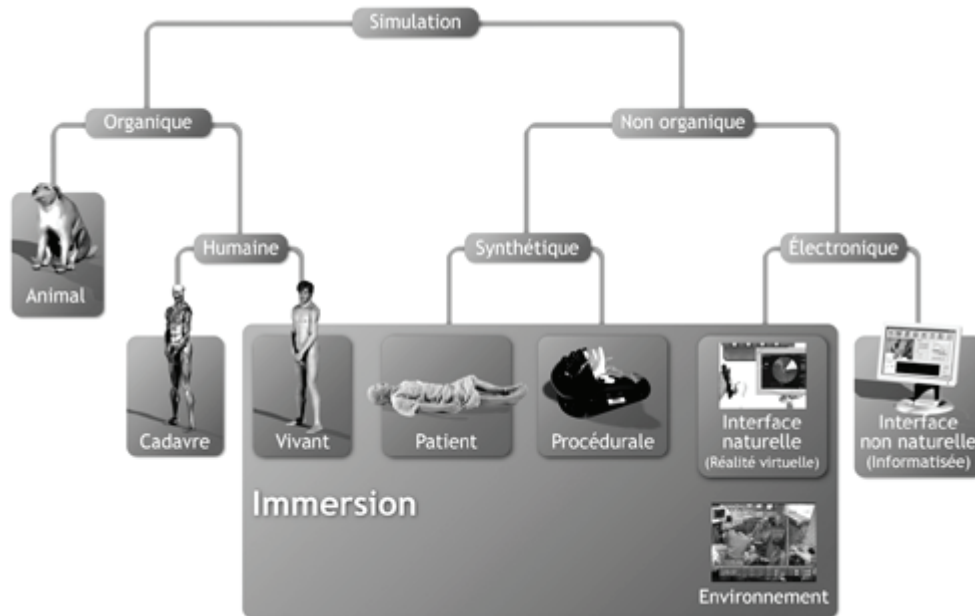 Simulation
Organique
Non organique
Humaine
Synthétique
Électronique
Animal
Cadavre
Vivant
Patient
Procédurale
Interface
naturelle
(Réalité virtuelle)
Interface
non naturelle
(Informatisée)
Immersion
Environnement